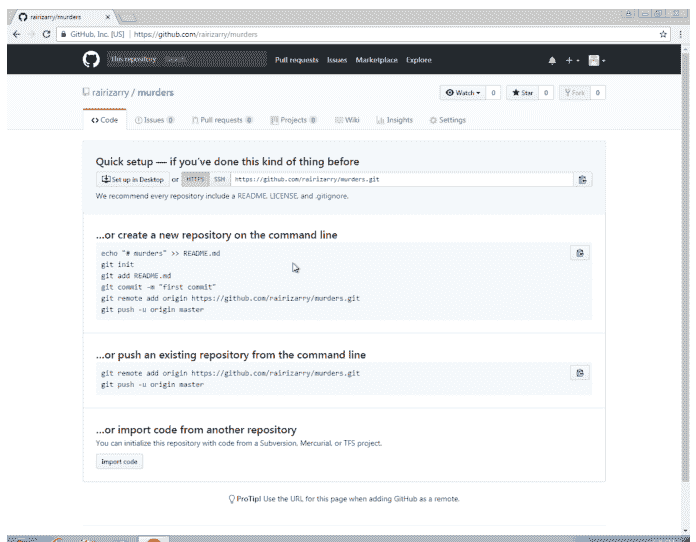 rairizarry/murders
GitHub, Inc. [US] | https://github.com/rairizarry/murders
This repository Search Pull requests Issues Marketplace Explore
rairizarry / murders Watch 0 Star 0 Fork 0
Code Issues 0 Pull requests 0 Projects 0 Wiki Insights Settings
Quick setup — if you've done this kind of thing before
Set up in Desktop or HTTPS SSH https://github.com/rairizarry/murders.git
We recommend every repository include a README, LICENSE, and .gitignore.
...or create a new repository on the command line
echo "# murders" >> README.md
git init
git add README.md
git commit -m "first commit"
git remote add origin https://github.com/rairizarry/murders.git
git push -u origin master
...or push an existing repository from the command line
git remote add origin https://github.com/rairizarry/murders.git
git push -u origin master
...or import code from another repository
You can initialize this repository with code from a Subversion, Mercurial, or TFS project.
Import code
ProTip! Use the URL for this page when adding GitHub as a remote.